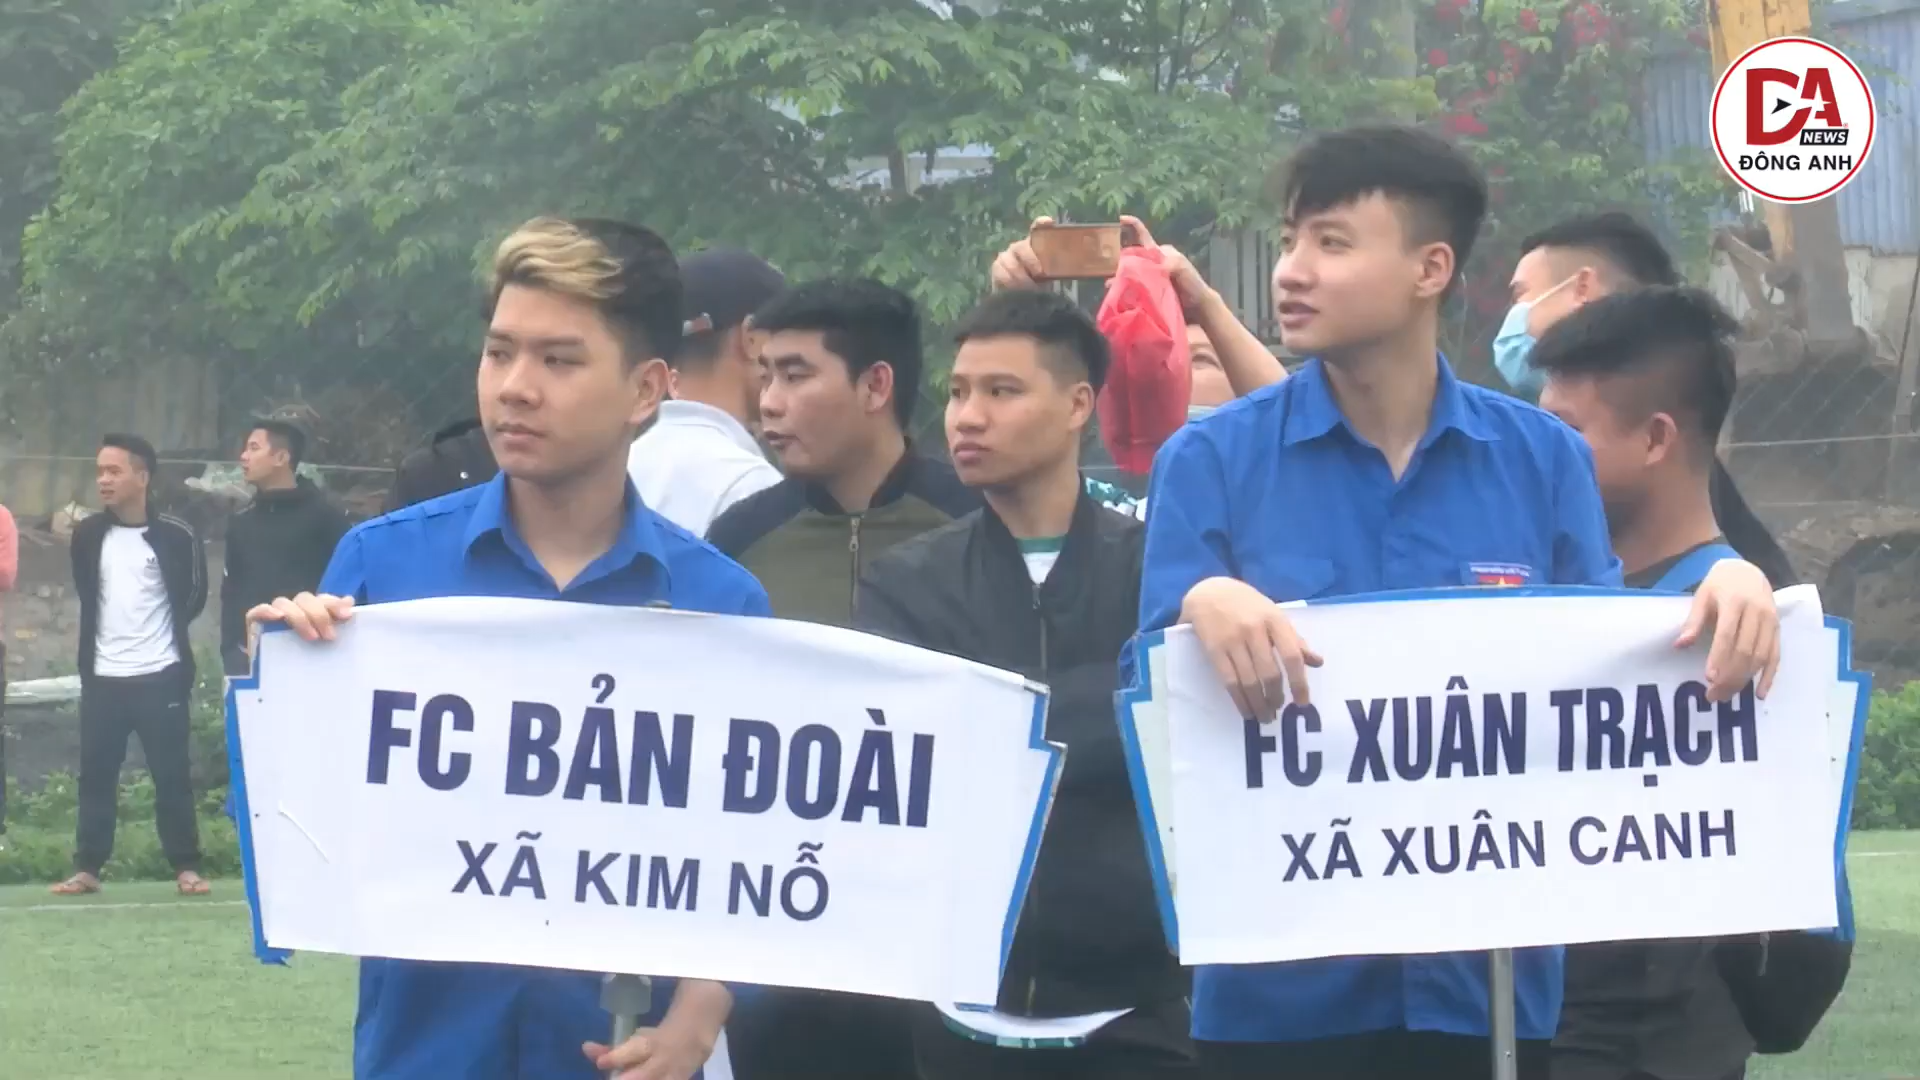 DA
NEWS
ĐÔNG ANH
FC BẢN ĐOÀI
XÃ KIM NỖ
FC XUÂN TRẠCH
XÃ XUÂN CANH